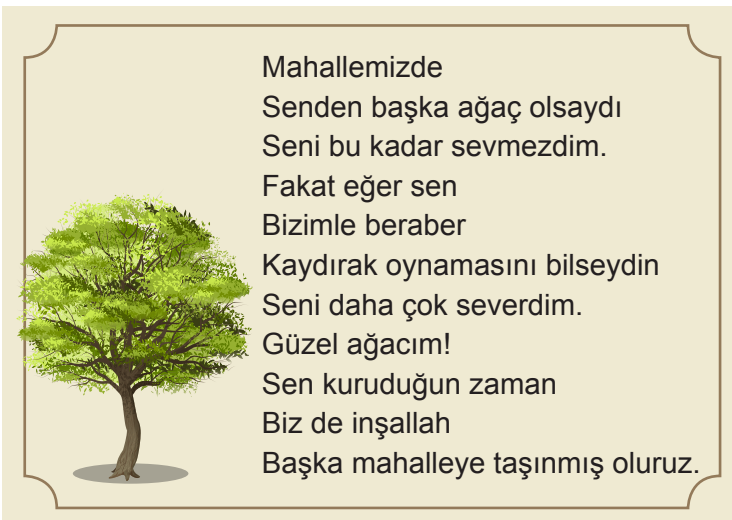 Mahallemizde
Senden başka ağaç olsaydı
Seni bu kadar sevmezdim.
Fakat eğer sen
Bizimle beraber
Kaydırak oynamasını bilseydin
Seni daha çok severdim.
Güzel ağacım!
Sen kuruduğun zaman
Biz de inşallah
Başka mahalleye taşınmış oluruz.